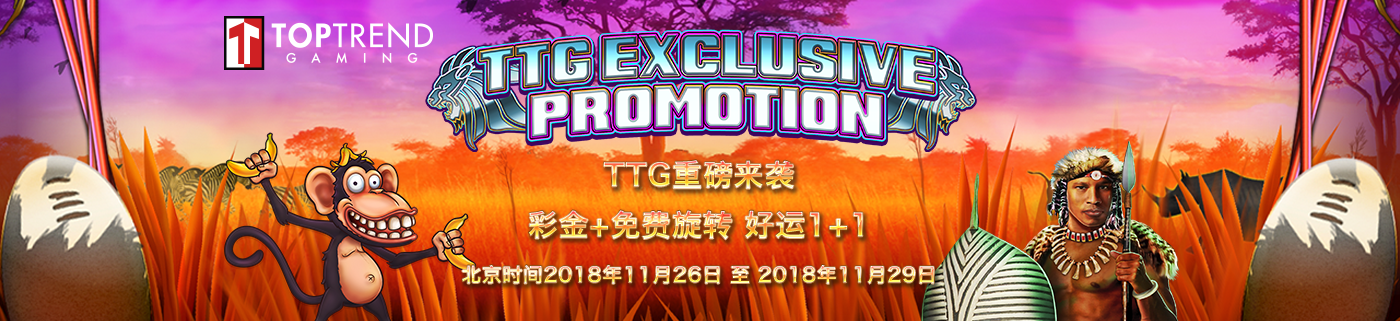 TOPTREND
GAMING
TTG EXCLUSIVE
PROMOTION
TTG重磅来袭
彩金+免费旋转 好运1+1
北京时间2018年11月26日 至 2018年11月29日